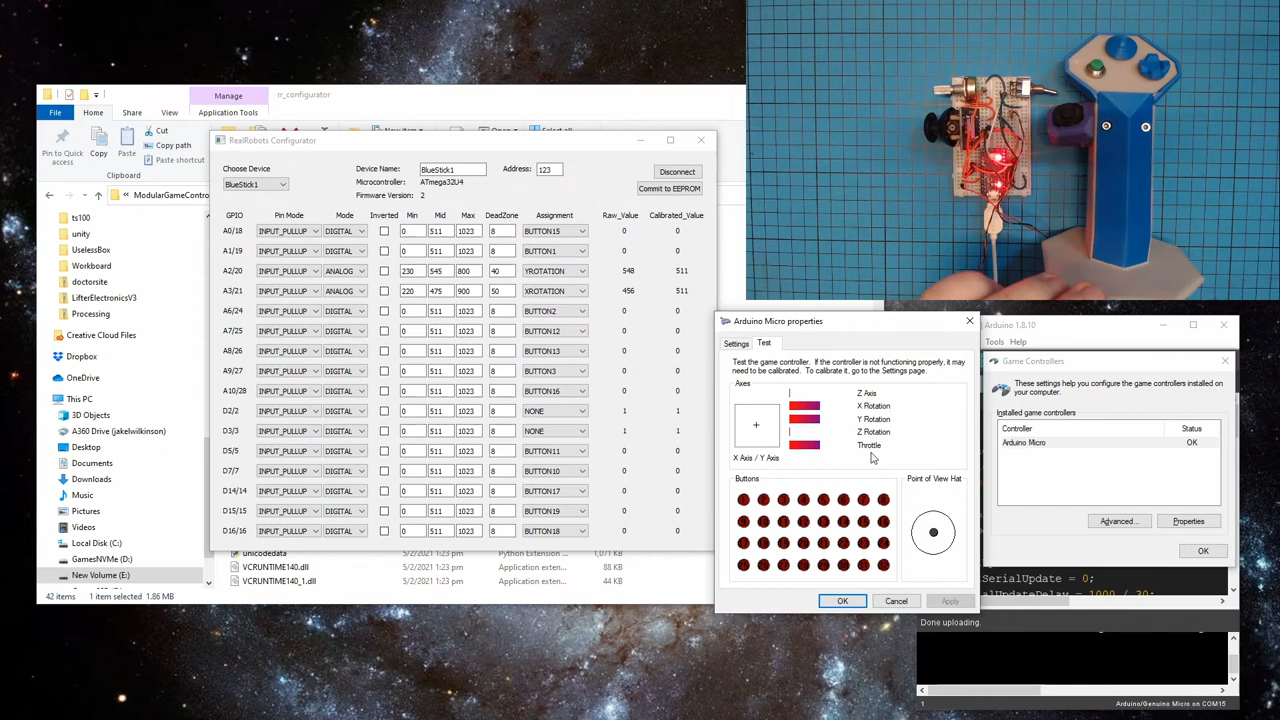 Manage
rr_configurator
File
Home
Share
View
Application Tools
Pin to Quick access
Copy
Paste
Cut
Copy path
Paste shortcut
Clipboard
New item
Open
Select all
ModularGameContro
ts100
unity
UselessBox
Workboard
doctorsite
LifterElectronicsV3
Processing
Creative Cloud Files
Dropbox
OneDrive
This PC
3D Objects
A360 Drive (jakelwilkinson)
Desktop
Documents
Downloads
Music
Pictures
Videos
Local Disk (C:)
GamesNVMe (D:)
New Volume (E:)
42 items
1 item selected 1.86 MB
RealRobots Configurator
Choose Device
BlueStick1
Device Name:
BlueStick1
Address:
123
Disconnect
Microcontroller:
ATmega32U4
Commit to EEPROM
Firmware Version:
2
GPIO Pin Mode Mode Inverted Min Mid Max DeadZone Assignment Raw_Value Calibrated_Value
A0/18 INPUT_PULLUP DIGITAL 0 511 1023 8 BUTTON15 0 0
A1/19 INPUT_PULLUP DIGITAL 0 511 1023 8 BUTTON1 0 0
A2/20 INPUT_PULLUP ANALOG 230 545 800 40 YROTATION 548 511
A3/21 INPUT_PULLUP ANALOG 220 475 900 50 XROTATION 456 511
A6/24 INPUT_PULLUP DIGITAL 0 511 1023 8 BUTTON2 0 0
A7/25 INPUT_PULLUP DIGITAL 0 511 1023 8 BUTTON12 0 0
A8/26 INPUT_PULLUP DIGITAL 0 511 1023 8 BUTTON13 0 0
A9/27 INPUT_PULLUP DIGITAL 0 511 1023 8 BUTTON3 0 0
A10/28 INPUT_PULLUP DIGITAL 0 511 1023 8 BUTTON16 0 0
D2/2 INPUT_PULLUP DIGITAL 0 511 1023 8 NONE 1 1
D3/3 INPUT_PULLUP DIGITAL 0 511 1023 8 NONE 1 1
D5/5 INPUT_PULLUP DIGITAL 0 511 1023 8 BUTTON11 0 0
D7/7 INPUT_PULLUP DIGITAL 0 511 1023 8 BUTTON10 0 0
D14/14 INPUT_PULLUP DIGITAL 0 511 1023 8 BUTTON17 0 0
D15/15 INPUT_PULLUP DIGITAL 0 511 1023 8 BUTTON19 0 0
D16/16 INPUT_PULLUP DIGITAL 0 511 1023 8 BUTTON18 0 0
unicodedata 5/2/2021 1:23 pm Python Extension ... 1,071 KB
VCRUNTIME140.dll 5/2/2021 1:23 pm Application exten... 88 KB
VCRUNTIME140_1.dll 5/2/2021 1:23 pm Application exten... 44 KB
Arduino Micro properties
Settings
Test
Test the game controller. If the controller is not functioning properly, it may
need to be calibrated. To calibrate it, go to the Settings page.
Axes
Z Axis
X Rotation
Y Rotation
Z Rotation
Throttle
X Axis / Y Axis
Buttons
Point of View Hat
OK
Cancel
Apply
Arduino 1.8.10
Tools
Help
Game Controllers
These settings help you configure the game controllers installed on
your computer.
Installed game controllers
Controller
Status
Arduino Micro
OK
Advanced...
Properties
OK
SerialUpdate = 0;
alUpdateDelay = 1000 / 30;
Done uploading.
1
Arduino/Genuino Micro on COM15